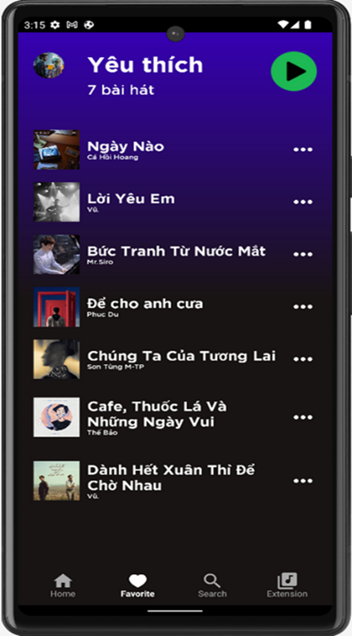 3:15
Yêu thích
7 bài hát
Ngày Nào
Cá Hồi Hoang
Lời Yêu Em
Vũ.
Bức Tranh Từ Nước Mắt
Mr.Siro
Để cho anh cưa
Phuc Du
Chúng Ta Của Tương Lai
Sơn Tùng M-TP
Cafe, Thuốc Lá Và
Những Ngày Vui
Thế Bảo
Dành Hết Xuân Thì Để
Chờ Nhau
Vũ.
Home
Favorite
Search
Extension